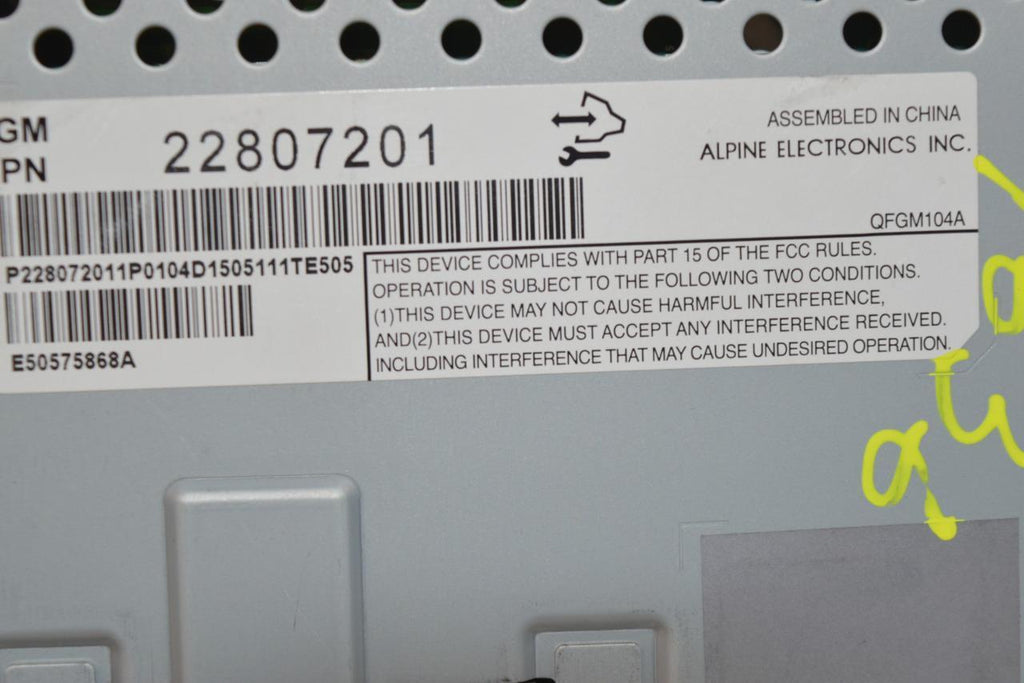 GM
PN
22807201
ASSEMBLED IN CHINA
ALPINE ELECTRONICS INC.
QFGM104A
P228072011P0104D1505111TE505
E50575868A
THIS DEVICE COMPLIES WITH PART 15 OF THE FCC RULES.
OPERATION IS SUBJECT TO THE FOLLOWING TWO CONDITIONS.
(1)THIS DEVICE MAY NOT CAUSE HARMFUL INTERFERENCE,
AND(2)THIS DEVICE MUST ACCEPT ANY INTERFERENCE RECEIVED.
INCLUDING INTERFERENCE THAT MAY CAUSE UNDESIRED OPERATION.